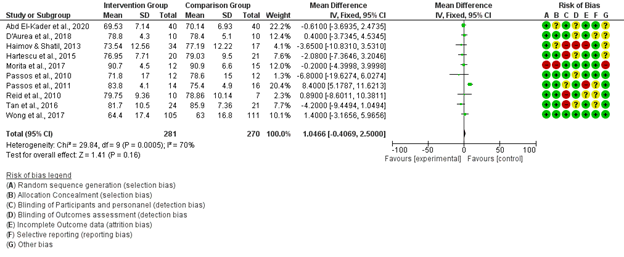 Intervention Group Comparison Group Mean Difference Mean Difference Risk of Bias
Study or Subgroup Mean SD Total Mean SD Total Weight IV, Fixed, 95% CI IV, Fixed, 95% CI A B C D E F G
Abd El-Kader et al., 2020 69.53 7.14 40 70.14 6.93 40 22.2% -0.6100 [-3.6935, 2.4735]
D'Aurea et al., 2018 78.8 4.3 10 78.4 5.1 10 12.3% 0.4000 [-3.7345, 4.5345]
Haimov & Shatil, 2013 73.54 12.56 34 77.19 12.22 17 4.1% -3.6500 [-10.8310, 3.5310]
Hartescu et al., 2015 76.95 7.71 20 79.03 9.5 21 7.6% -2.0800 [-7.3646, 3.2046]
Morita et al., 2017 90.7 4.5 12 90.9 6.6 15 12.0% -0.2000 [-4.3998, 3.9998]
Passos et al., 2010 71.8 17 12 78.6 15 12 1.3% -6.8000 [-19.6274, 6.0274]
Passos et al., 2011 83.8 4.1 14 75.4 5 16 20.2% 8.4000 [5.1787, 11.6213]
Reid et al., 2010 79.75 9.36 10 78.86 10.14 7 2.3% 0.8900 [-8.6011, 10.3811]
Tan et al., 2016 81.7 10.5 24 85.9 7.36 21 7.7% -4.2000 [-9.4494, 1.0494]
Wong et al., 2017 64.4 17.4 105 63 16.8 111 10.2% 1.4000 [-3.1656, 5.9656]
Total (95% CI) 281 270 100.0% 1.0466 [-0.4069, 2.5000]
Heterogeneity: Chi² = 29.84, df = 9 (P = 0.0005); I² = 70%
Test for overall effect: Z = 1.41 (P = 0.16)
-100 -50 0 50 100
Favours [experimental] Favours [control]
Risk of bias legend
(A) Random sequence generation (selection bias)
(B) Allocation Concealment (selection bias)
(C) Blinding of Participants and personanel (detection bias)
(D) Blinding of Outcomes assessment (detection bias
(E) Incomplete Outcome data (attrition bias)
(F) Selective reporting (reporting bias)
(G) Other bias